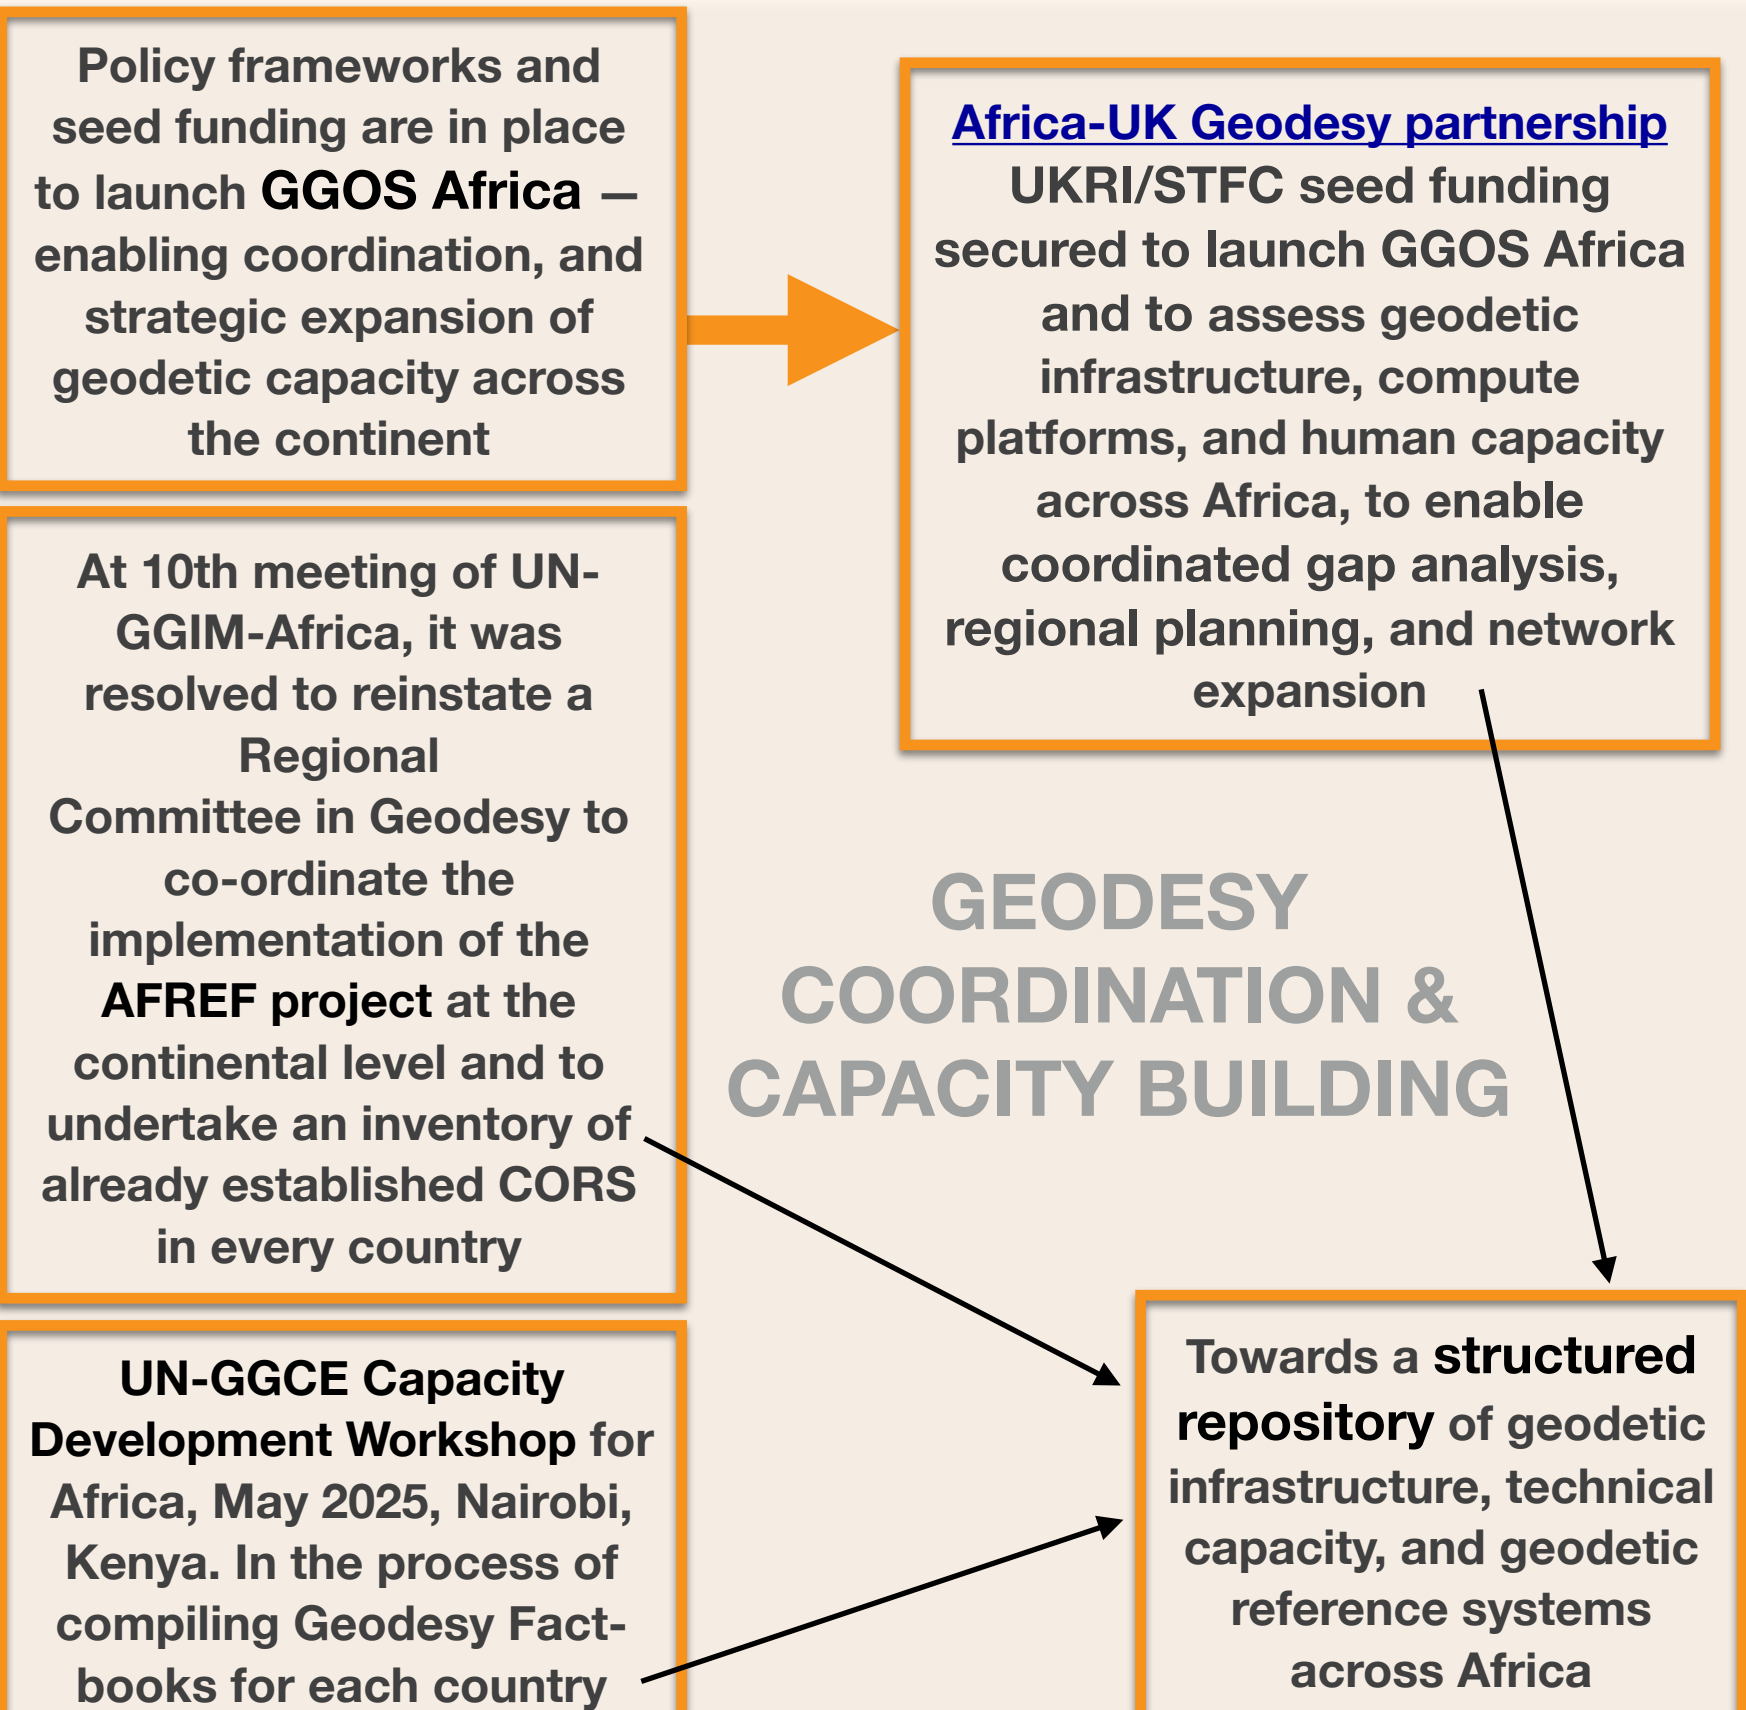 Policy frameworks and
seed funding are in place
to launch GGOS Africa —
enabling coordination, and
strategic expansion of
geodetic capacity across
the continent
Africa-UK Geodesy partnership
UKRI/STFC seed funding
secured to launch GGOS Africa
and to assess geodetic
infrastructure, compute
platforms, and human capacity
across Africa, to enable
coordinated gap analysis,
regional planning, and network
expansion
At 10th meeting of UN-
GGIM-Africa, it was
resolved to reinstate a
Regional
Committee in Geodesy to
co-ordinate the
implementation of the
AFREF project at the
continental level and to
undertake an inventory of
already established CORS
in every country
GEODESY
COORDINATION &
CAPACITY BUILDING
UN-GGCE Capacity
Development Workshop for
Africa, May 2025, Nairobi,
Kenya. In the process of
compiling Geodesy Fact-
books for each country
Towards a structured
repository of geodetic
infrastructure, technical
capacity, and geodetic
reference systems
across Africa